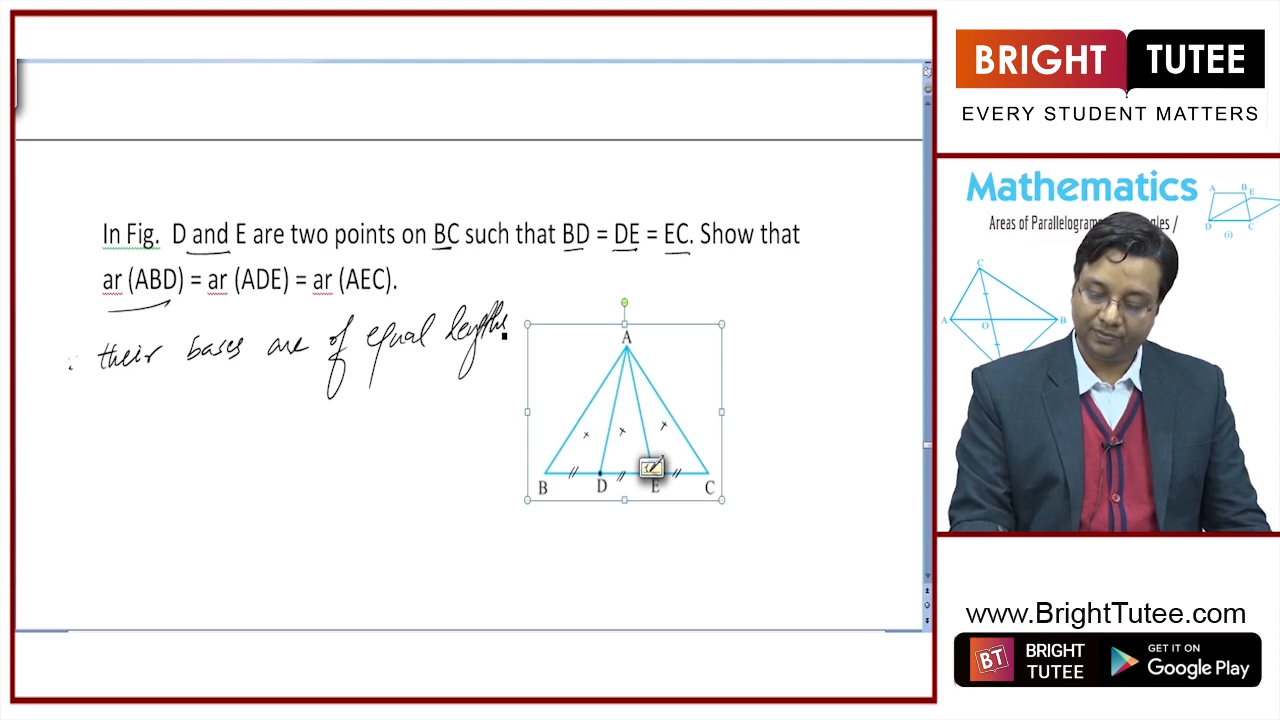 BRIGHT TUTEE
EVERY STUDENT MATTERS
Mathematics
Areas of Parallelograms
/
A
B
E
D
C
(i)
C
A
O
B
In Fig. D and E are two points on BC such that BD = DE = EC. Show that
ar (ABD) = ar (ADE) = ar (AEC).
∵ their bases are of equal lengths
A
B D E C
www.BrightTutee.com
BT
BRIGHT
TUTEE
GET IT ON
Google Play